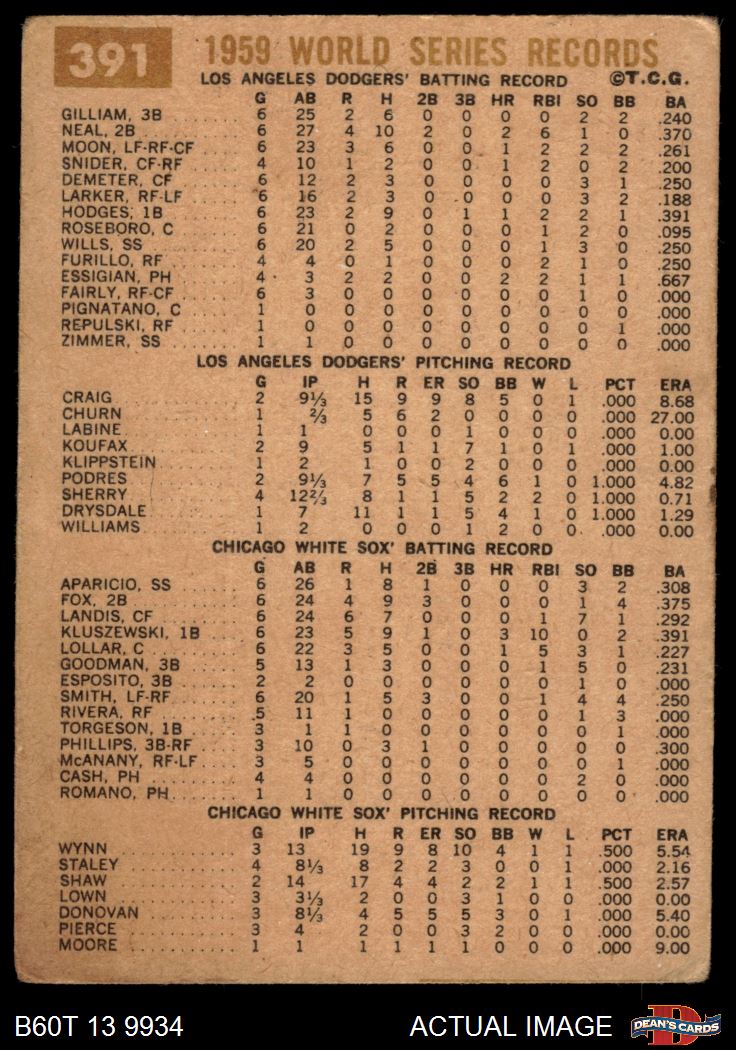 391 1959 WORLD SERIES RECORDS
LOS ANGELES DODGERS' BATTING RECORD ©T.C.G.
G AB R H 2B 3B HR RBI SO BB BA
GILLIAM, 3B 6 25 2 6 0 0 0 0 2 2 .240
NEAL, 2B 6 27 4 10 2 0 2 6 1 0 .370
MOON, LF-RF-CF 6 23 3 6 0 0 1 2 2 2 .261
SNIDER, CF-RF 4 10 1 2 0 0 1 2 0 2 .200
DEMETER, CF 6 12 2 3 0 0 0 0 3 1 .250
LARKER, RF-LF 6 16 2 3 0 0 0 0 3 2 .188
HODGES, 1B 6 23 2 9 0 1 1 2 2 1 .391
ROSEBORO, C 6 21 0 2 0 0 0 1 2 0 .095
WILLS, SS 6 20 2 5 0 0 0 1 3 0 .250
FURILLO, RF 4 4 0 1 0 0 0 2 1 0 .250
ESSIGIAN, PH 4 3 2 2 0 0 2 2 1 1 .667
FAIRLY, RF-CF 6 3 0 0 0 0 0 0 1 0 .000
PIGNATANO, C 1 0 0 0 0 0 0 0 0 0 .000
REPULSKI, RF 1 0 0 0 0 0 0 0 0 1 .000
ZIMMER, SS 1 1 0 0 0 0 0 0 0 0 .000
LOS ANGELES DODGERS' PITCHING RECORD
G IP H R ER SO BB W L PCT ERA
CRAIG 2 9⅓ 15 9 9 8 5 0 1 .000 8.68
CHURN 1 ⅔ 5 6 2 0 0 0 0 .000 27.00
LABINE 1 1 0 0 0 1 0 0 0 .000 0.00
KOUFAX 2 9 5 1 1 7 1 0 1 .000 1.00
KLIPPSTEIN 1 2 1 0 0 2 0 0 0 .000 0.00
PODRES 2 9⅓ 7 5 5 4 6 1 0 1.000 4.82
SHERRY 4 12⅔ 8 1 1 5 2 2 0 1.000 0.71
DRYSDALE 1 7 11 1 1 5 4 1 0 1.000 1.29
WILLIAMS 1 2 0 0 0 1 2 0 0 .000 0.00
CHICAGO WHITE SOX' BATTING RECORD
G AB R H 2B 3B HR RBI SO BB BA
APARICIO, SS 6 26 1 8 1 0 0 0 3 2 .308
FOX, 2B 6 24 4 9 3 0 0 0 1 4 .375
LANDIS, CF 6 24 6 7 0 0 0 1 7 1 .292
KLUSZEWSKI, 1B 6 23 5 9 1 0 3 10 0 2 .391
LOLLAR, C 6 22 3 5 0 0 1 5 3 1 .227
GOODMAN, 3B 5 13 1 3 0 0 0 1 5 0 .231
ESPOSITO, 3B 2 2 0 0 0 0 0 0 1 0 .000
SMITH, LF-RF 6 20 1 5 3 0 0 1 4 4 .250
RIVERA, RF 5 11 1 0 0 0 0 0 1 3 .000
TORGESON, 1B 3 1 1 0 0 0 0 0 0 1 .000
PHILLIPS, 3B-RF 3 10 0 3 1 0 0 0 0 0 .300
McANANY, RF-LF 3 5 0 0 0 0 0 0 0 1 .000
CASH, PH 4 4 0 0 0 0 0 0 2 0 .000
ROMANO, PH 1 1 0 0 0 0 0 0 0 0 .000
CHICAGO WHITE SOX' PITCHING RECORD
G IP H R ER SO BB W L PCT ERA
WYNN 3 13 19 9 8 10 4 1 1 .500 5.54
STALEY 4 8⅓ 8 2 2 3 0 0 1 .000 2.16
SHAW 2 14 17 4 4 2 2 1 1 .500 2.57
LOWN 3 3⅓ 2 0 0 3 1 0 0 .000 0.00
DONOVAN 3 8⅓ 4 5 5 5 3 0 1 .000 5.40
PIERCE 3 4 2 0 0 3 2 0 0 .000 0.00
MOORE 1 1 1 1 1 1 0 0 0 .000 9.00
B60T 13 9934 ACTUAL IMAGE DEAN'S CARDS